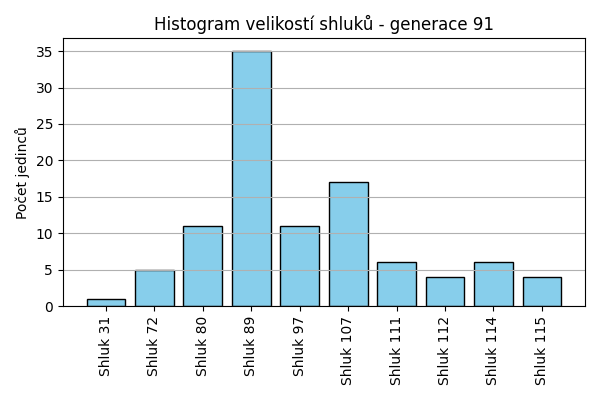 Histogram velikostí shluků - generace 91
Počet jedinců
35
30
25
20
15
10
5
0
Shluk 31
Shluk 72
Shluk 80
Shluk 89
Shluk 97
Shluk 107
Shluk 111
Shluk 112
Shluk 114
Shluk 115